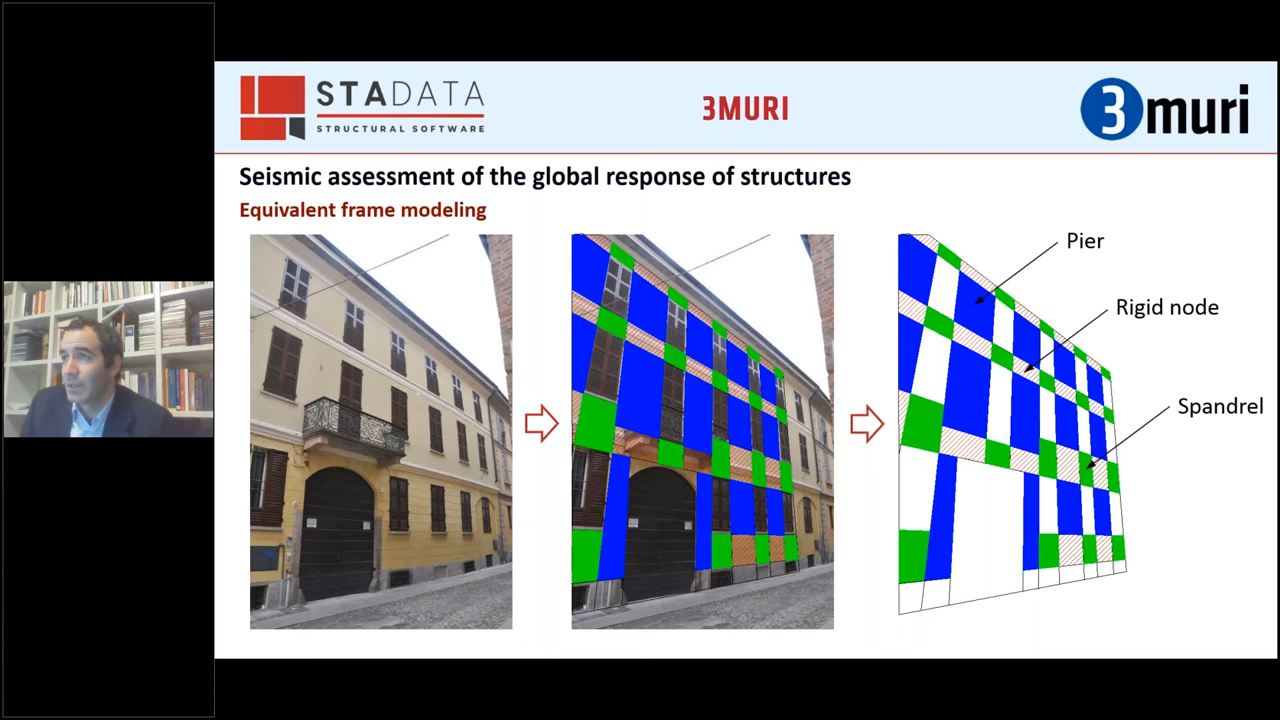 STADATA
STRUCTURAL SOFTWARE
3MURI
3muri
Seismic assessment of the global response of structures
Equivalent frame modeling
Pier
Rigid node
Spandrel